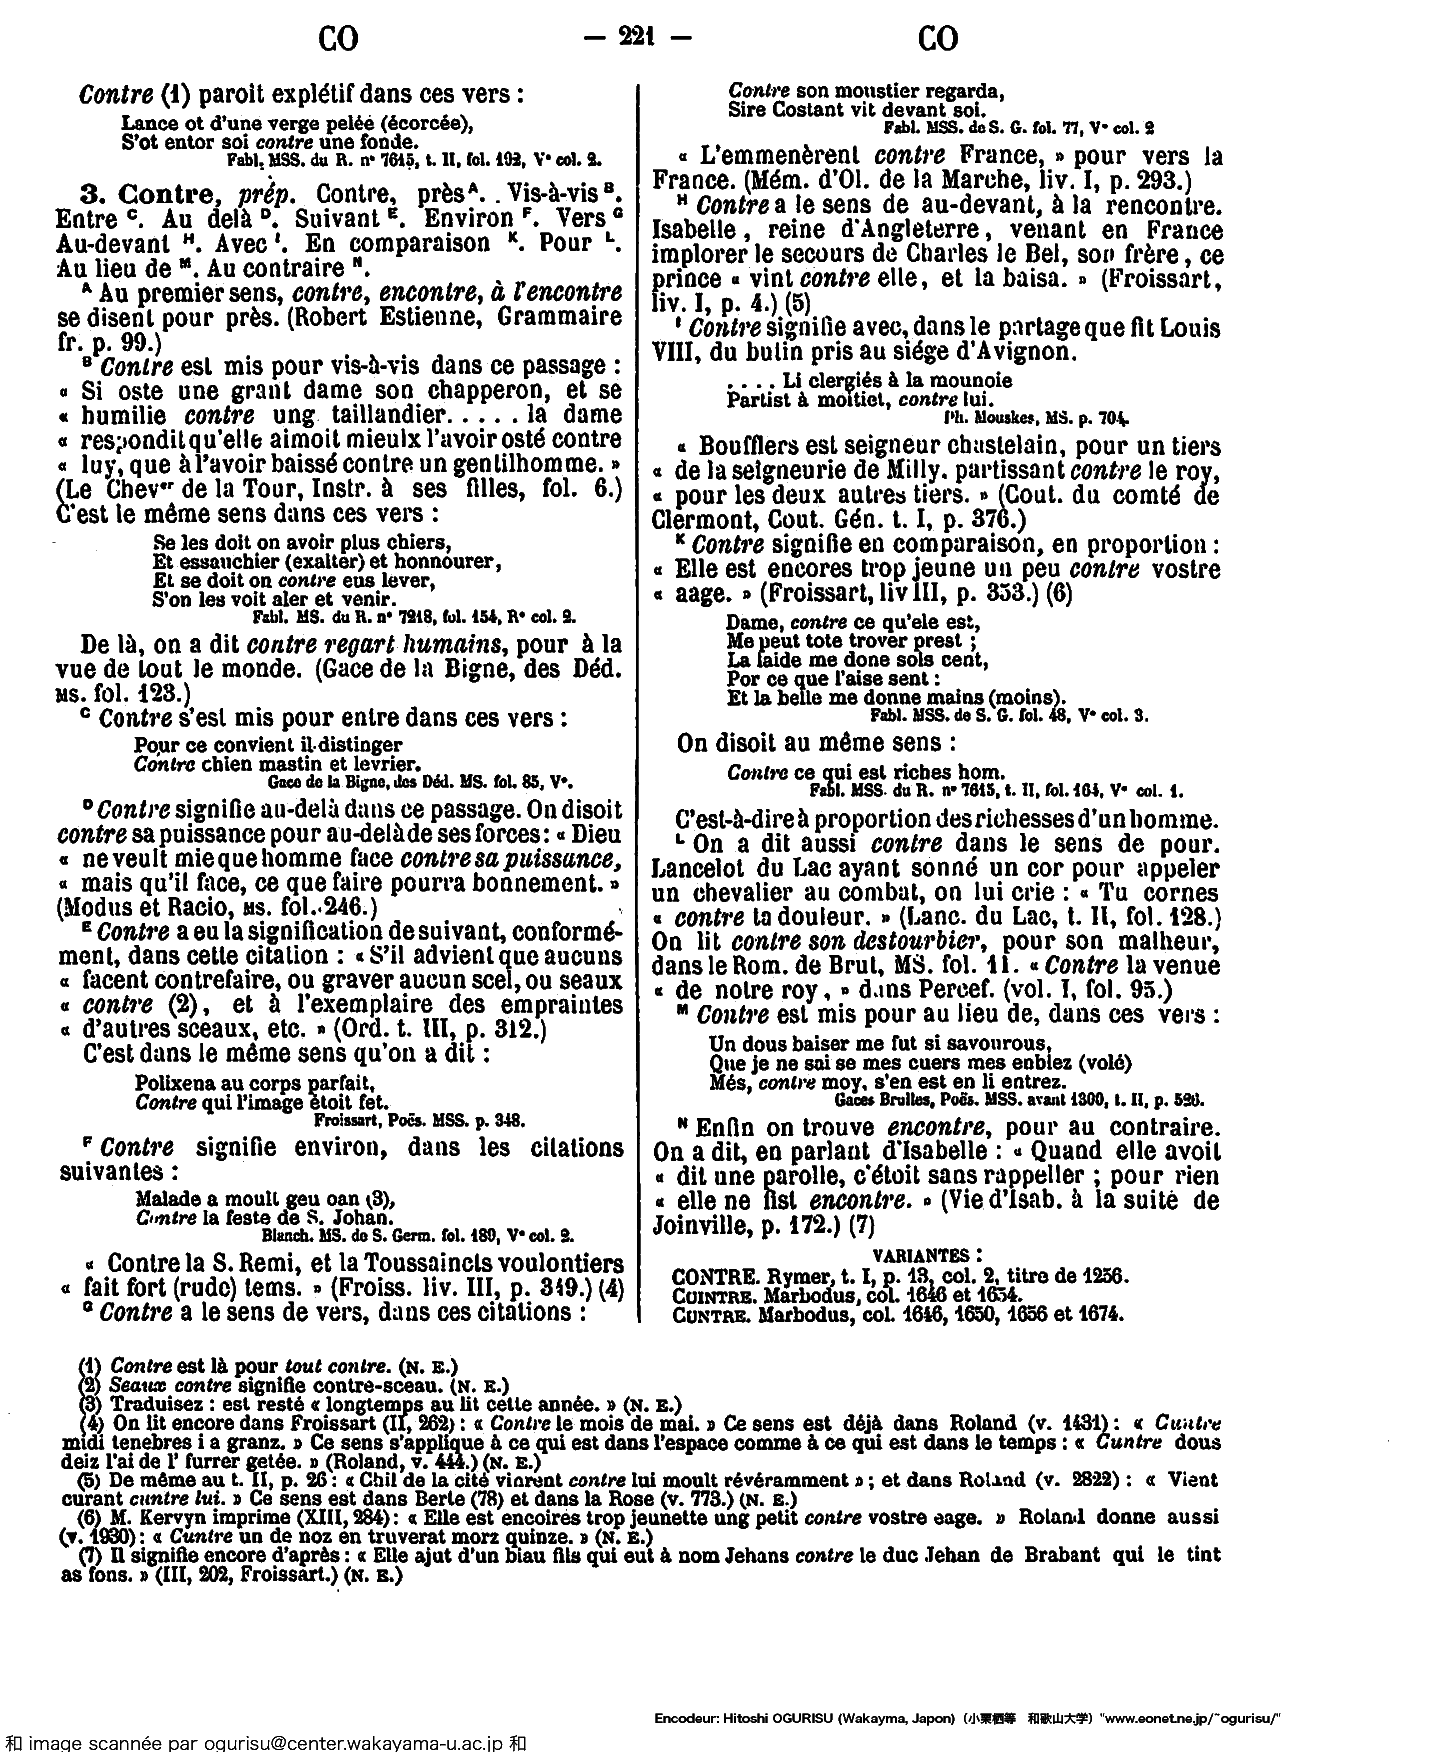 CO — 221 — CO
Contre (1) paroit explétif dans ces vers :
Lance ot d'une verge pelée (écorcée),
S'ot entor soi contre une fonde.
Fabl. MSS. du R. n° 7615, t. II, fol. 192, V° col. 2.
3. Contre, prép. Contre, près A. . Vis-à-vis B.
Entre C. Au delà D. Suivant E. Environ F. Vers G
Au-devant H. Avec I. En comparaison K. Pour L.
Au lieu de M. Au contraire N.
A Au premier sens, contre, encontre, à l'encontre
se disent pour près. (Robert Estienne, Grammaire
fr. p. 99.)
B Contre est mis pour vis-à-vis dans ce passage :
« Si oste une grant dame son chapperon, et se
« humilie contre ung taillandier..... la dame
« respondit qu'elle aimoit mieulx l'avoir osté contre
« luy, que à l'avoir baissé contre un gentilhomme. »
(Le Chever de la Tour, Instr. à ses filles, fol. 6.)
C'est le même sens dans ces vers :
Se les doit on avoir plus chiers,
Et essauchier (exalter) et honnourer,
Et se doit on contre eus lever,
S'on les voit aler et venir.
Fabl. MS. du R. n° 7218, fol. 154, R° col. 2.
De là, on a dit contre regart humains, pour à la
vue de tout le monde. (Gace de la Bigne, des Déd.
MS. fol. 123.)
C Contre s'est mis pour entre dans ces vers :
Pour ce convient il distinger
Contre chien mastin et levrier.
Gace de la Bigne, des Déd. MS. fol. 85, V°.
D Contre signifie au-delà dans ce passage. On disoit
contre sa puissance pour au-delà de ses forces : « Dieu
« ne veult mie que homme face contre sa puissance,
« mais qu'il face, ce que faire pourra bonnement. »
(Modus et Racio, MS. fol. 246.)
E Contre a eu la signification de suivant, conformé-
ment, dans cette citation : « S'il advient que aucuns
« facent contrefaire, ou graver aucun scel, ou seaux
« contre (2), et à l'exemplaire des empraintes
« d'autres sceaux, etc. » (Ord. t. III, p. 312.)
C'est dans le même sens qu'on a dit :
Polixena au corps parfait,
Contre qui l'image étoit fet.
Froissart, Poës. MSS. p. 348.
F Contre signifie environ, dans les citations
suivantes :
Malade a moult geu oan (3),
Contre la feste de S. Johan.
Blanch. MS. de S. Germ. fol. 189, V° col. 2.
« Contre la S. Remi, et la Toussaincts voulontiers
« fait fort (rude) tems. » (Froiss. liv. III, p. 319.) (4)
G Contre a le sens de vers, dans ces citations :
Contre son moustier regarda,
Sire Costant vit devant soi.
Fabl. MSS. de S. G. fol. 77, V° col. 2
« L'emmenèrent contre France, » pour vers la
France. (Mém. d'Ol. de la Marche, liv. I, p. 293.)
H Contre a le sens de au-devant, à la rencontre.
Isabelle, reine d'Angleterre, venant en France
implorer le secours de Charles le Bel, son frère, ce
prince « vint contre elle, et la baisa. » (Froissart,
liv. I, p. 4.) (5)
I Contre signifie avec, dans le partage que fit Louis
VIII, du butin pris au siége d'Avignon.
.... Li clergiés à la mounoie
Partist à moitiet, contre lui.
Ph. Mouskes, MS. p. 704.
« Boufflers est seigneur chastelain, pour un tiers
« de la seigneurie de Milly. partissant contre le roy,
« pour les deux autres tiers. » (Cout. du comté de
Clermont, Cout. Gén. t. I, p. 376.)
K Contre signifie en comparaison, en proportion :
« Elle est encores trop jeune un peu contre vostre
« aage. » (Froissart, liv III, p. 353.) (6)
Dame, contre ce qu'ele est,
Me peut tote trover prest ;
La laide me done sols cent,
Por ce que l'aise sent :
Et la belle me donne mains (moins).
Fabl. MSS. de S. G. fol. 48, V° col. 3.
On disoit au même sens :
Contre ce qui est riches hom.
Fabl. MSS. du R. n° 7615, t. II, fol. 164, V° col. 1.
C'est-à-dire à proportion des richesses d'un homme.
L On a dit aussi contre dans le sens de pour.
Lancelot du Lac ayant sonné un cor pour appeler
un chevalier au combat, on lui crie : « Tu cornes
« contre ta douleur. » (Lanc. du Lac, t. II, fol. 128.)
On lit contre son destourbier, pour son malheur,
dans le Rom. de Brut, MS. fol. 11. « Contre la venue
« de notre roy, » dans Percef. (vol. I, fol. 95.)
M Contre est mis pour au lieu de, dans ces vers :
Un dous baiser me fut si savourous,
Que je ne sai se mes cuers mes enblez (volé)
Més, contre moy, s'en est en li entrez.
Gaces Brulles, Poës. MSS. avant 1300, t. II, p. 526.
N Enfin on trouve encontre, pour au contraire.
On a dit, en parlant d'Isabelle : « Quand elle avoit
« dit une parolle, c'étoit sans rappeller ; pour rien
« elle ne fist encontre. » (Vie d'Isab. à la suite de
Joinville, p. 172.) (7)
VARIANTES :
CONTRE. Rymer, t. I, p. 13, col. 2, titre de 1256.
CUINTRE. Marbodus, col. 1646 et 1654.
CUNTRE. Marbodus, col. 1646, 1650, 1656 et 1674.
(1) Contre est là pour tout contre. (N. E.)
(2) Seaux contre signifie contre-sceau. (N. E.)
(3) Traduisez : est resté « longtemps au lit cette année. » (N. E.)
(4) On lit encore dans Froissart (II, 262) : « Contre le mois de mai. » Ce sens est déjà dans Roland (v. 1431) : « Cuntre
midi tenebres i a granz. » Ce sens s'applique à ce qui est dans l'espace comme à ce qui est dans le temps : « Cuntre dous
deiz l'ai de l' furrer getée. » (Roland, v. 444.) (N. E.)
(5) De même au t. II, p. 26 : « Chil de la cité vinrent contre lui moult révéramment » ; et dans Roland (v. 2822) : « Vient
curant cuntre lui. » Ce sens est dans Berte (78) et dans la Rose (v. 773.) (N. E.)
(6) M. Kervyn imprime (XIII, 284) : « Elle est encoires trop jeunette ung petit contre vostre eage. » Roland donne aussi
(v. 1930) : « Cuntre un de noz en truverat morz quinze. » (N. E.)
(7) Il signifie encore d'après : « Elle ajut d'un biau fils qui eut à nom Jehans contre le duc Jehan de Brabant qui le tint
as fons. » (III, 202, Froissart.) (N. E.)
Encodeur: Hitoshi OGURISU (Wakayma, Japon) (小栗栖等 和歌山大学) "www.eonet.ne.jp/~ogurisu/"
和 image scannée par ogurisu@center.wakayama-u.ac.jp 和